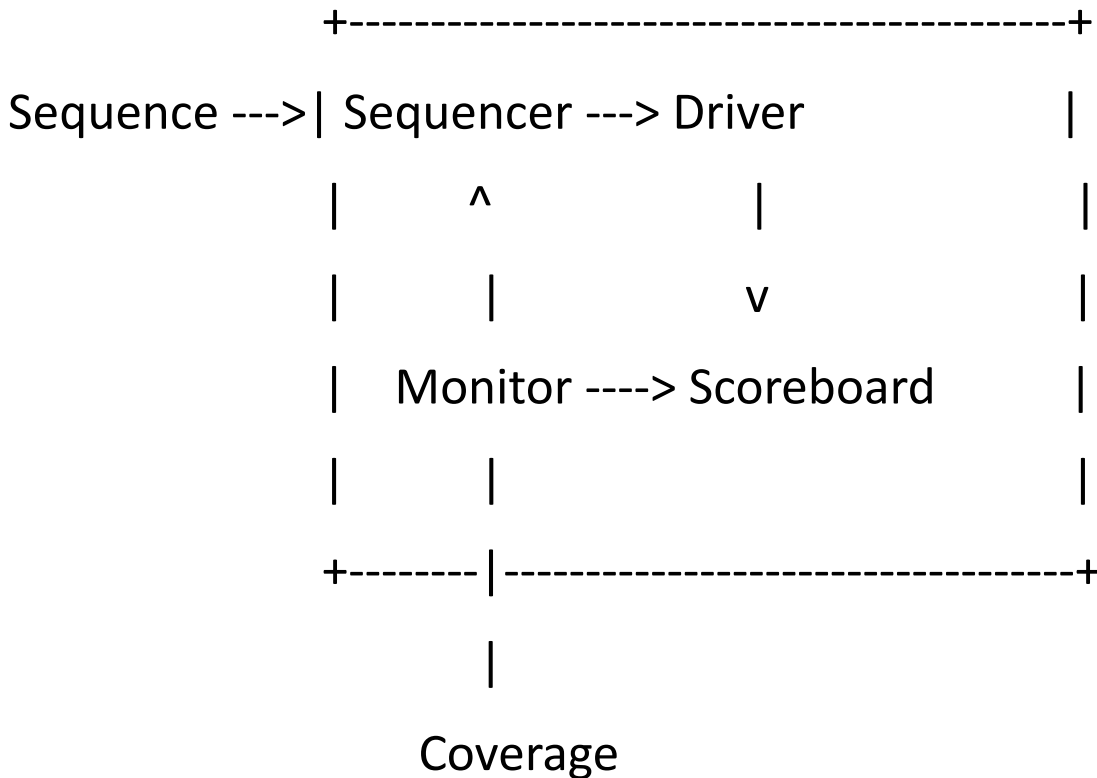 +--------------------------------------------+
Sequence --->| Sequencer ---> Driver |
| ^ | |
| | v |
| Monitor ----> Scoreboard |
| | |
+-------- | -----------------------------------+
|
Coverage